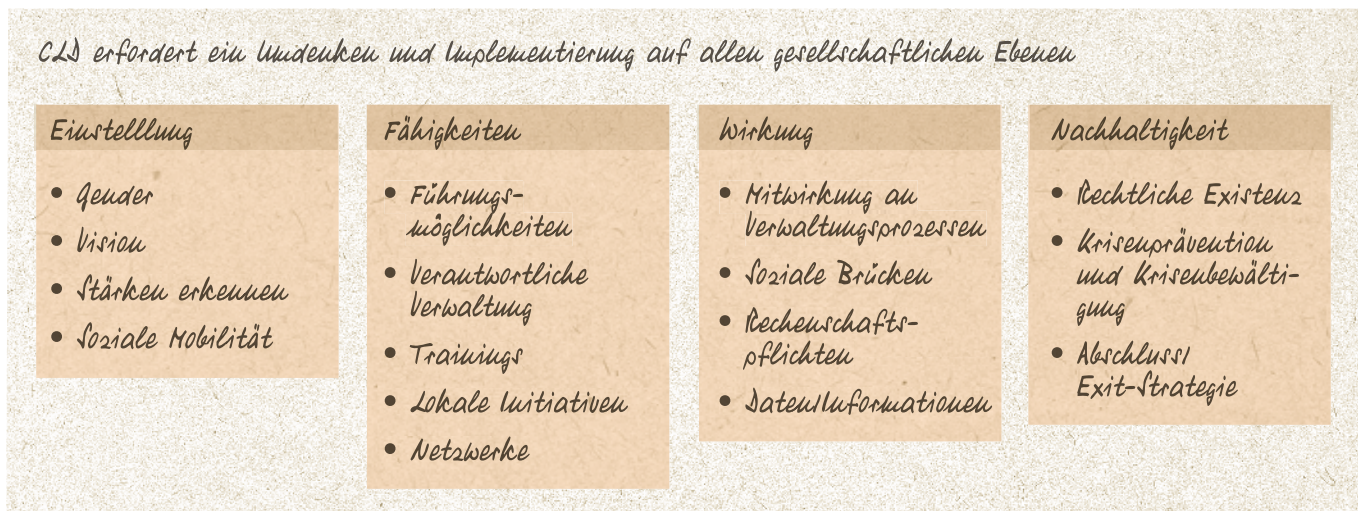 CLD erfordert ein Umdenken und Implementierung auf allen gesellschaftlichen Ebenen
Einstelllung
• Gender
• Vision
• Stärken erkennen
• Soziale Mobilität
Fähigkeiten
• Führungs-
möglichkeiten
• Verantwortliche
Verwaltung
• Trainings
• Lokale Initiativen
• Netzwerke
Wirkung
• Mitwirkung an
Verwaltungsprozessen
• Soziale Brücken
• Rechenschafts-
pflichten
• Daten/Informationen
Nachhaltigkeit
• Rechtliche Existenz
• Krisenprävention
und Krisenbewälti-
gung
• Abschluss/
Exit-Strategie